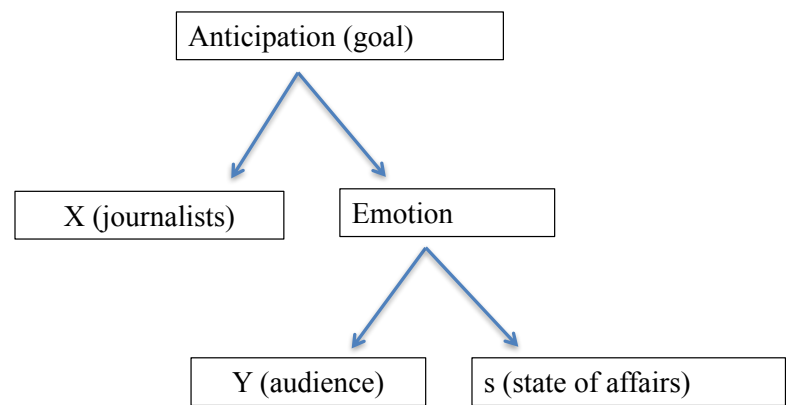 Anticipation (goal)
X (journalists)
Emotion
Y (audience)
s (state of affairs)